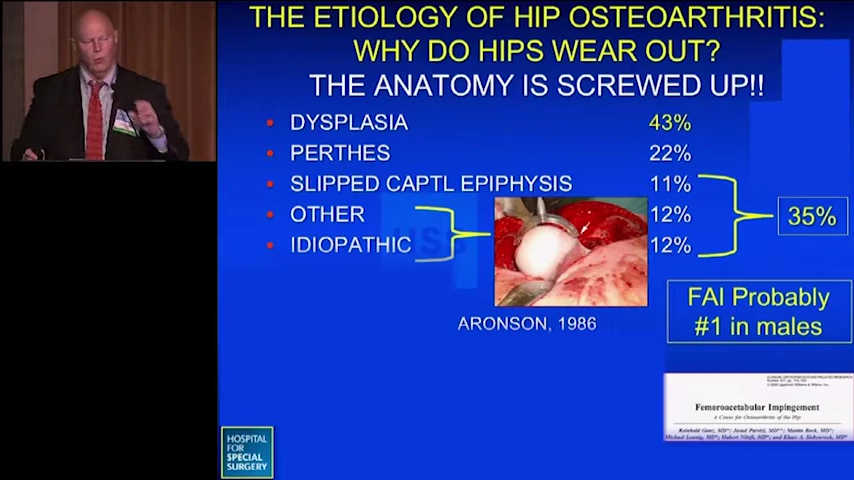 THE ETIOLOGY OF HIP OSTEOARTHRITIS:
WHY DO HIPS WEAR OUT?
THE ANATOMY IS SCREWED UP!!
• DYSPLASIA 43%
• PERTHES 22%
• SLIPPED CAPTL EPIPHYSIS 11%
• OTHER 12%
• IDIOPATHIC 12%
35%
HSS
ARONSON, 1986
FAI Probably
#1 in males
Femoroacetabular Impingement
A Cause for Osteoarthritis of the Hip
HOSPITAL
FOR
SPECIAL
SURGERY